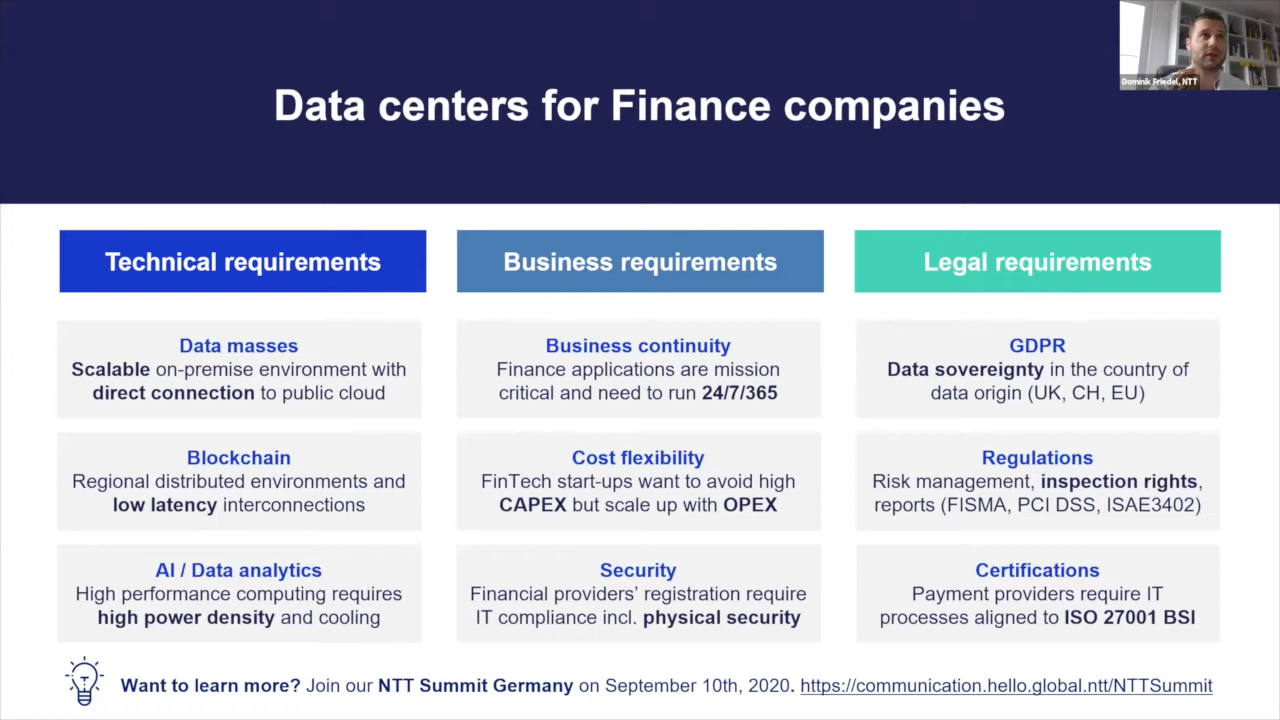 Dominik Friedel, NTT
Data centers for Finance companies
Technical requirements
Data masses
Scalable on-premise environment with
direct connection to public cloud
Blockchain
Regional distributed environments and
low latency interconnections
AI / Data analytics
High performance computing requires
high power density and cooling
Business requirements
Business continuity
Finance applications are mission
critical and need to run 24/7/365
Cost flexibility
FinTech start-ups want to avoid high
CAPEX but scale up with OPEX
Security
Financial providers' registration require
IT compliance incl. physical security
Legal requirements
GDPR
Data sovereignty in the country of
data origin (UK, CH, EU)
Regulations
Risk management, inspection rights,
reports (FISMA, PCI DSS, ISAE3402)
Certifications
Payment providers require IT
processes aligned to ISO 27001 BSI
Want to learn more? Join our NTT Summit Germany on September 10th, 2020. https://communication.hello.global.ntt/NTTSummit